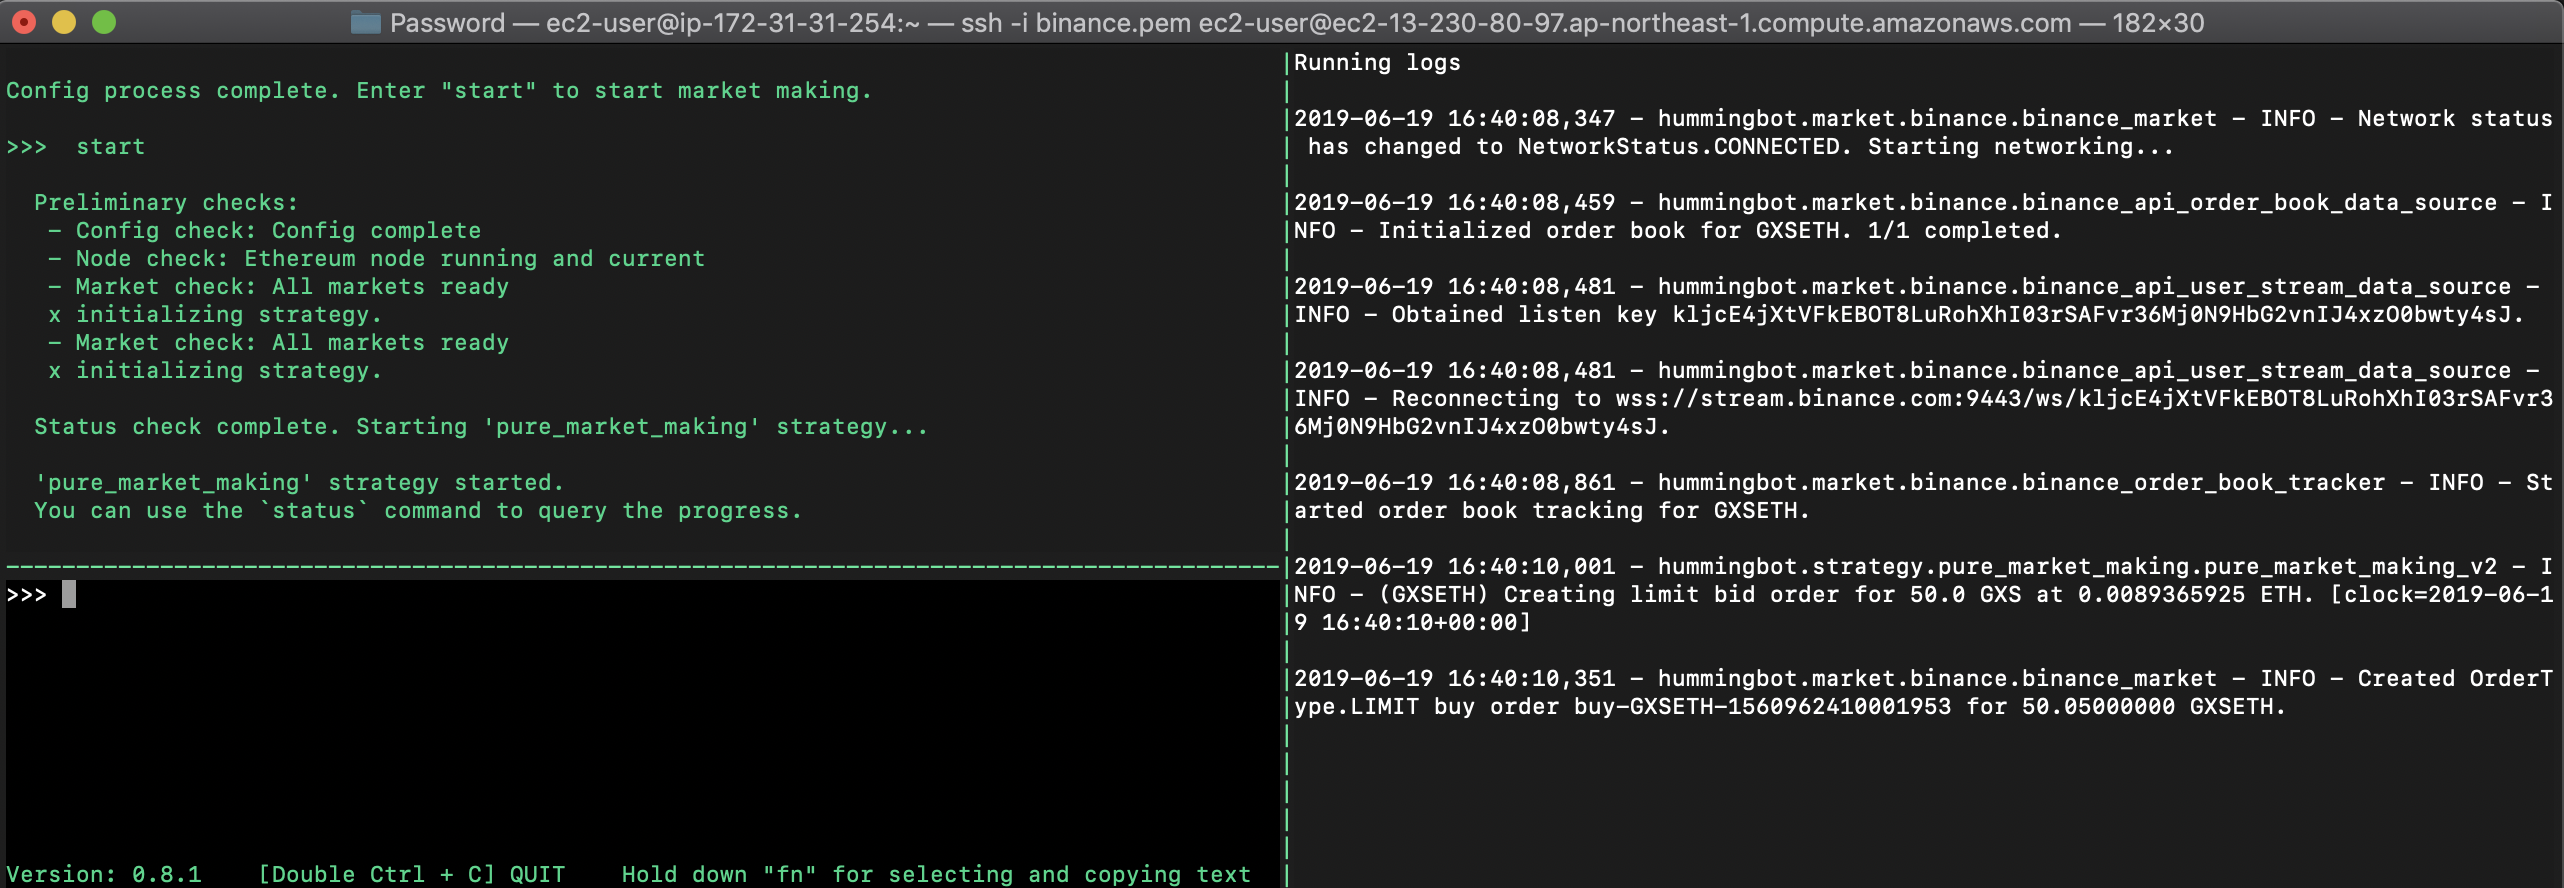 Password — ec2-user@ip-172-31-31-254:~ — ssh -i binance.pem ec2-user@ec2-13-230-80-97.ap-northeast-1.compute.amazonaws.com — 182×30
Config process complete. Enter "start" to start market making.
>>> start
Preliminary checks:
- Config check: Config complete
- Node check: Ethereum node running and current
- Market check: All markets ready
x initializing strategy.
- Market check: All markets ready
x initializing strategy.
Status check complete. Starting 'pure_market_making' strategy...
'pure_market_making' strategy started.
You can use the `status` command to query the progress.
>>>
Version: 0.8.1 [Double Ctrl + C] QUIT Hold down "fn" for selecting and copying text
Running logs
2019-06-19 16:40:08,347 - hummingbot.market.binance.binance_market - INFO - Network status
has changed to NetworkStatus.CONNECTED. Starting networking...
2019-06-19 16:40:08,459 - hummingbot.market.binance.binance_api_order_book_data_source - I
NFO - Initialized order book for GXSETH. 1/1 completed.
2019-06-19 16:40:08,481 - hummingbot.market.binance.binance_api_user_stream_data_source -
INFO - Obtained listen key kljcE4jXtVFkEBOT8LuRohXhI03rSAFvr36Mj0N9HbG2vnIJ4xzO0bwty4sJ.
2019-06-19 16:40:08,481 - hummingbot.market.binance.binance_api_user_stream_data_source -
INFO - Reconnecting to wss://stream.binance.com:9443/ws/kljcE4jXtVFkEBOT8LuRohXhI03rSAFvr3
6Mj0N9HbG2vnIJ4xzO0bwty4sJ.
2019-06-19 16:40:08,861 - hummingbot.market.binance.binance_order_book_tracker - INFO - St
arted order book tracking for GXSETH.
2019-06-19 16:40:10,001 - hummingbot.strategy.pure_market_making.pure_market_making_v2 - I
NFO - (GXSETH) Creating limit bid order for 50.0 GXS at 0.0089365925 ETH. [clock=2019-06-1
9 16:40:10+00:00]
2019-06-19 16:40:10,351 - hummingbot.market.binance.binance_market - INFO - Created OrderT
ype.LIMIT buy order buy-GXSETH-1560962410001953 for 50.05000000 GXSETH.